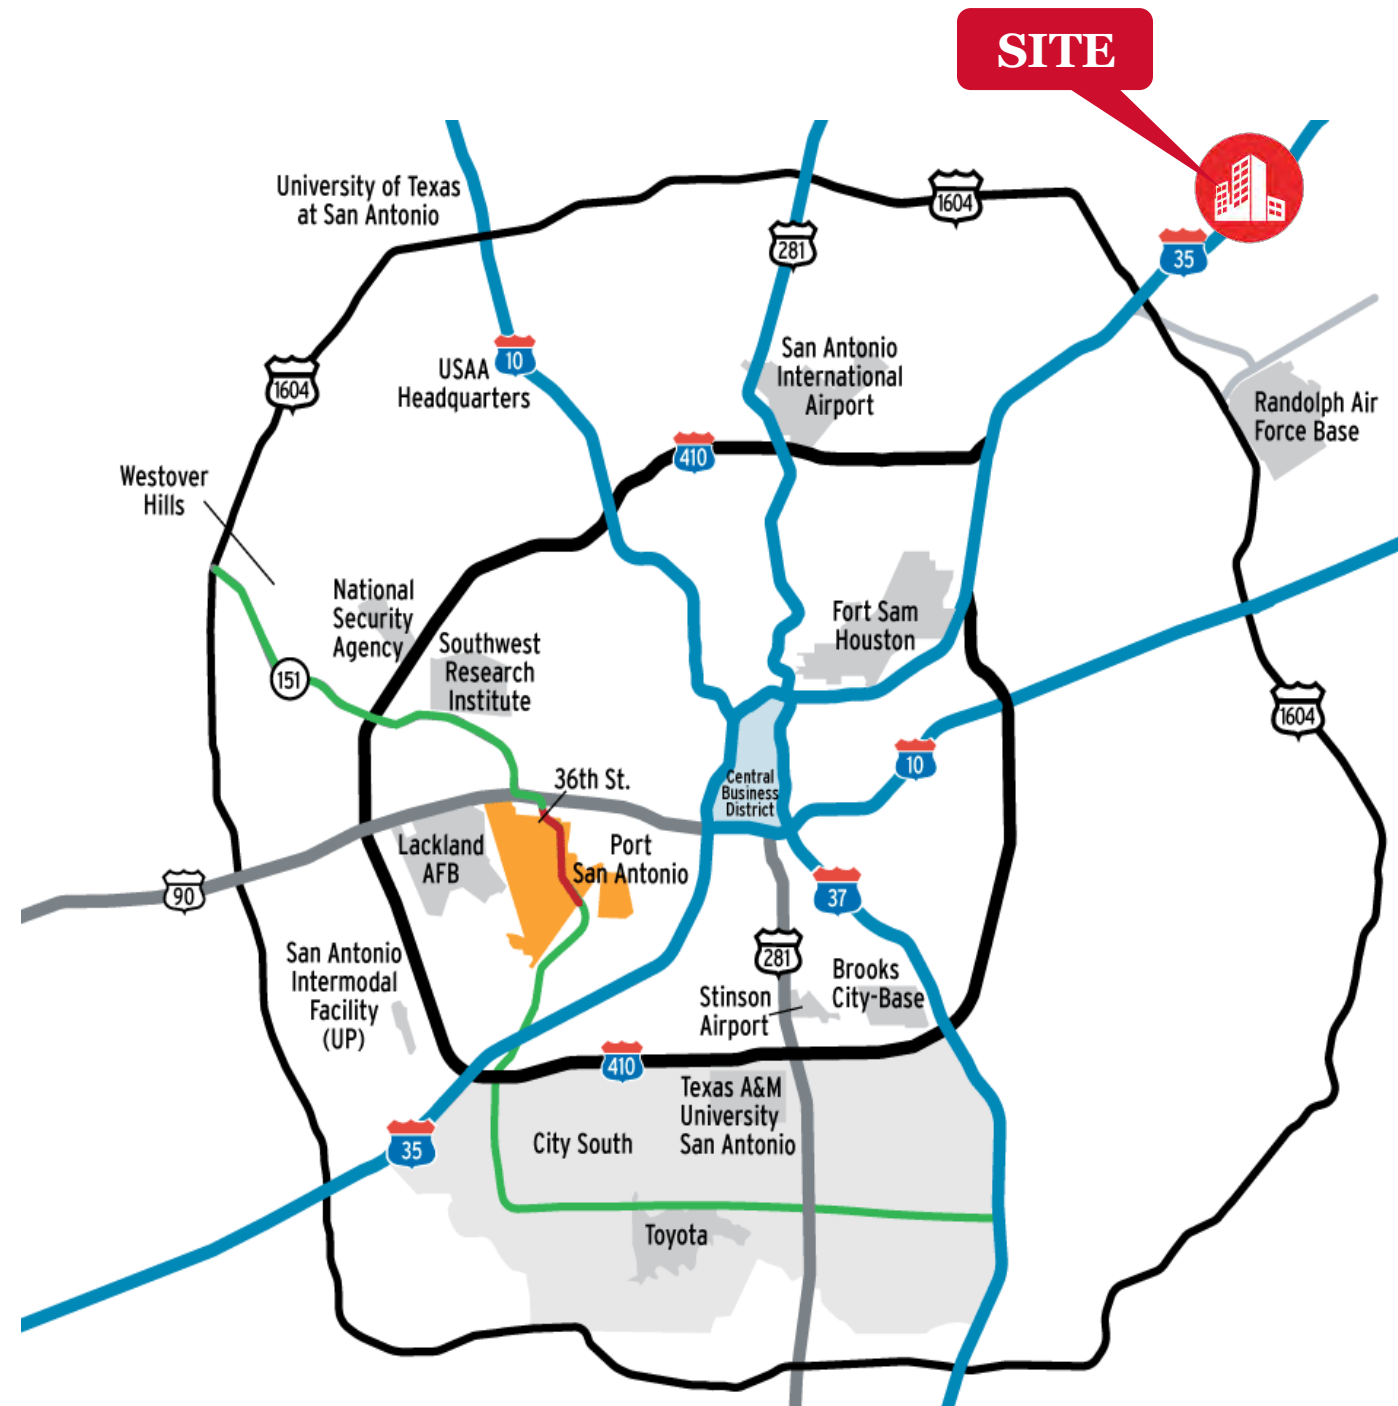 SITE
University of Texas
at San Antonio
1604
281
35
1604
10
USAA
Headquarters
San Antonio
International
Airport
Randolph Air
Force Base
410
Westover
Hills
National
Security
Agency
Southwest
Research
Institute
Fort Sam
Houston
151
1604
10
36th St.
Central
Business
District
Lackland
AFB
Port
San Antonio
90
37
San Antonio
Intermodal
Facility
(UP)
281
Brooks
City-Base
Stinson
Airport
410
Texas A&M
University
San Antonio
35
City South
Toyota